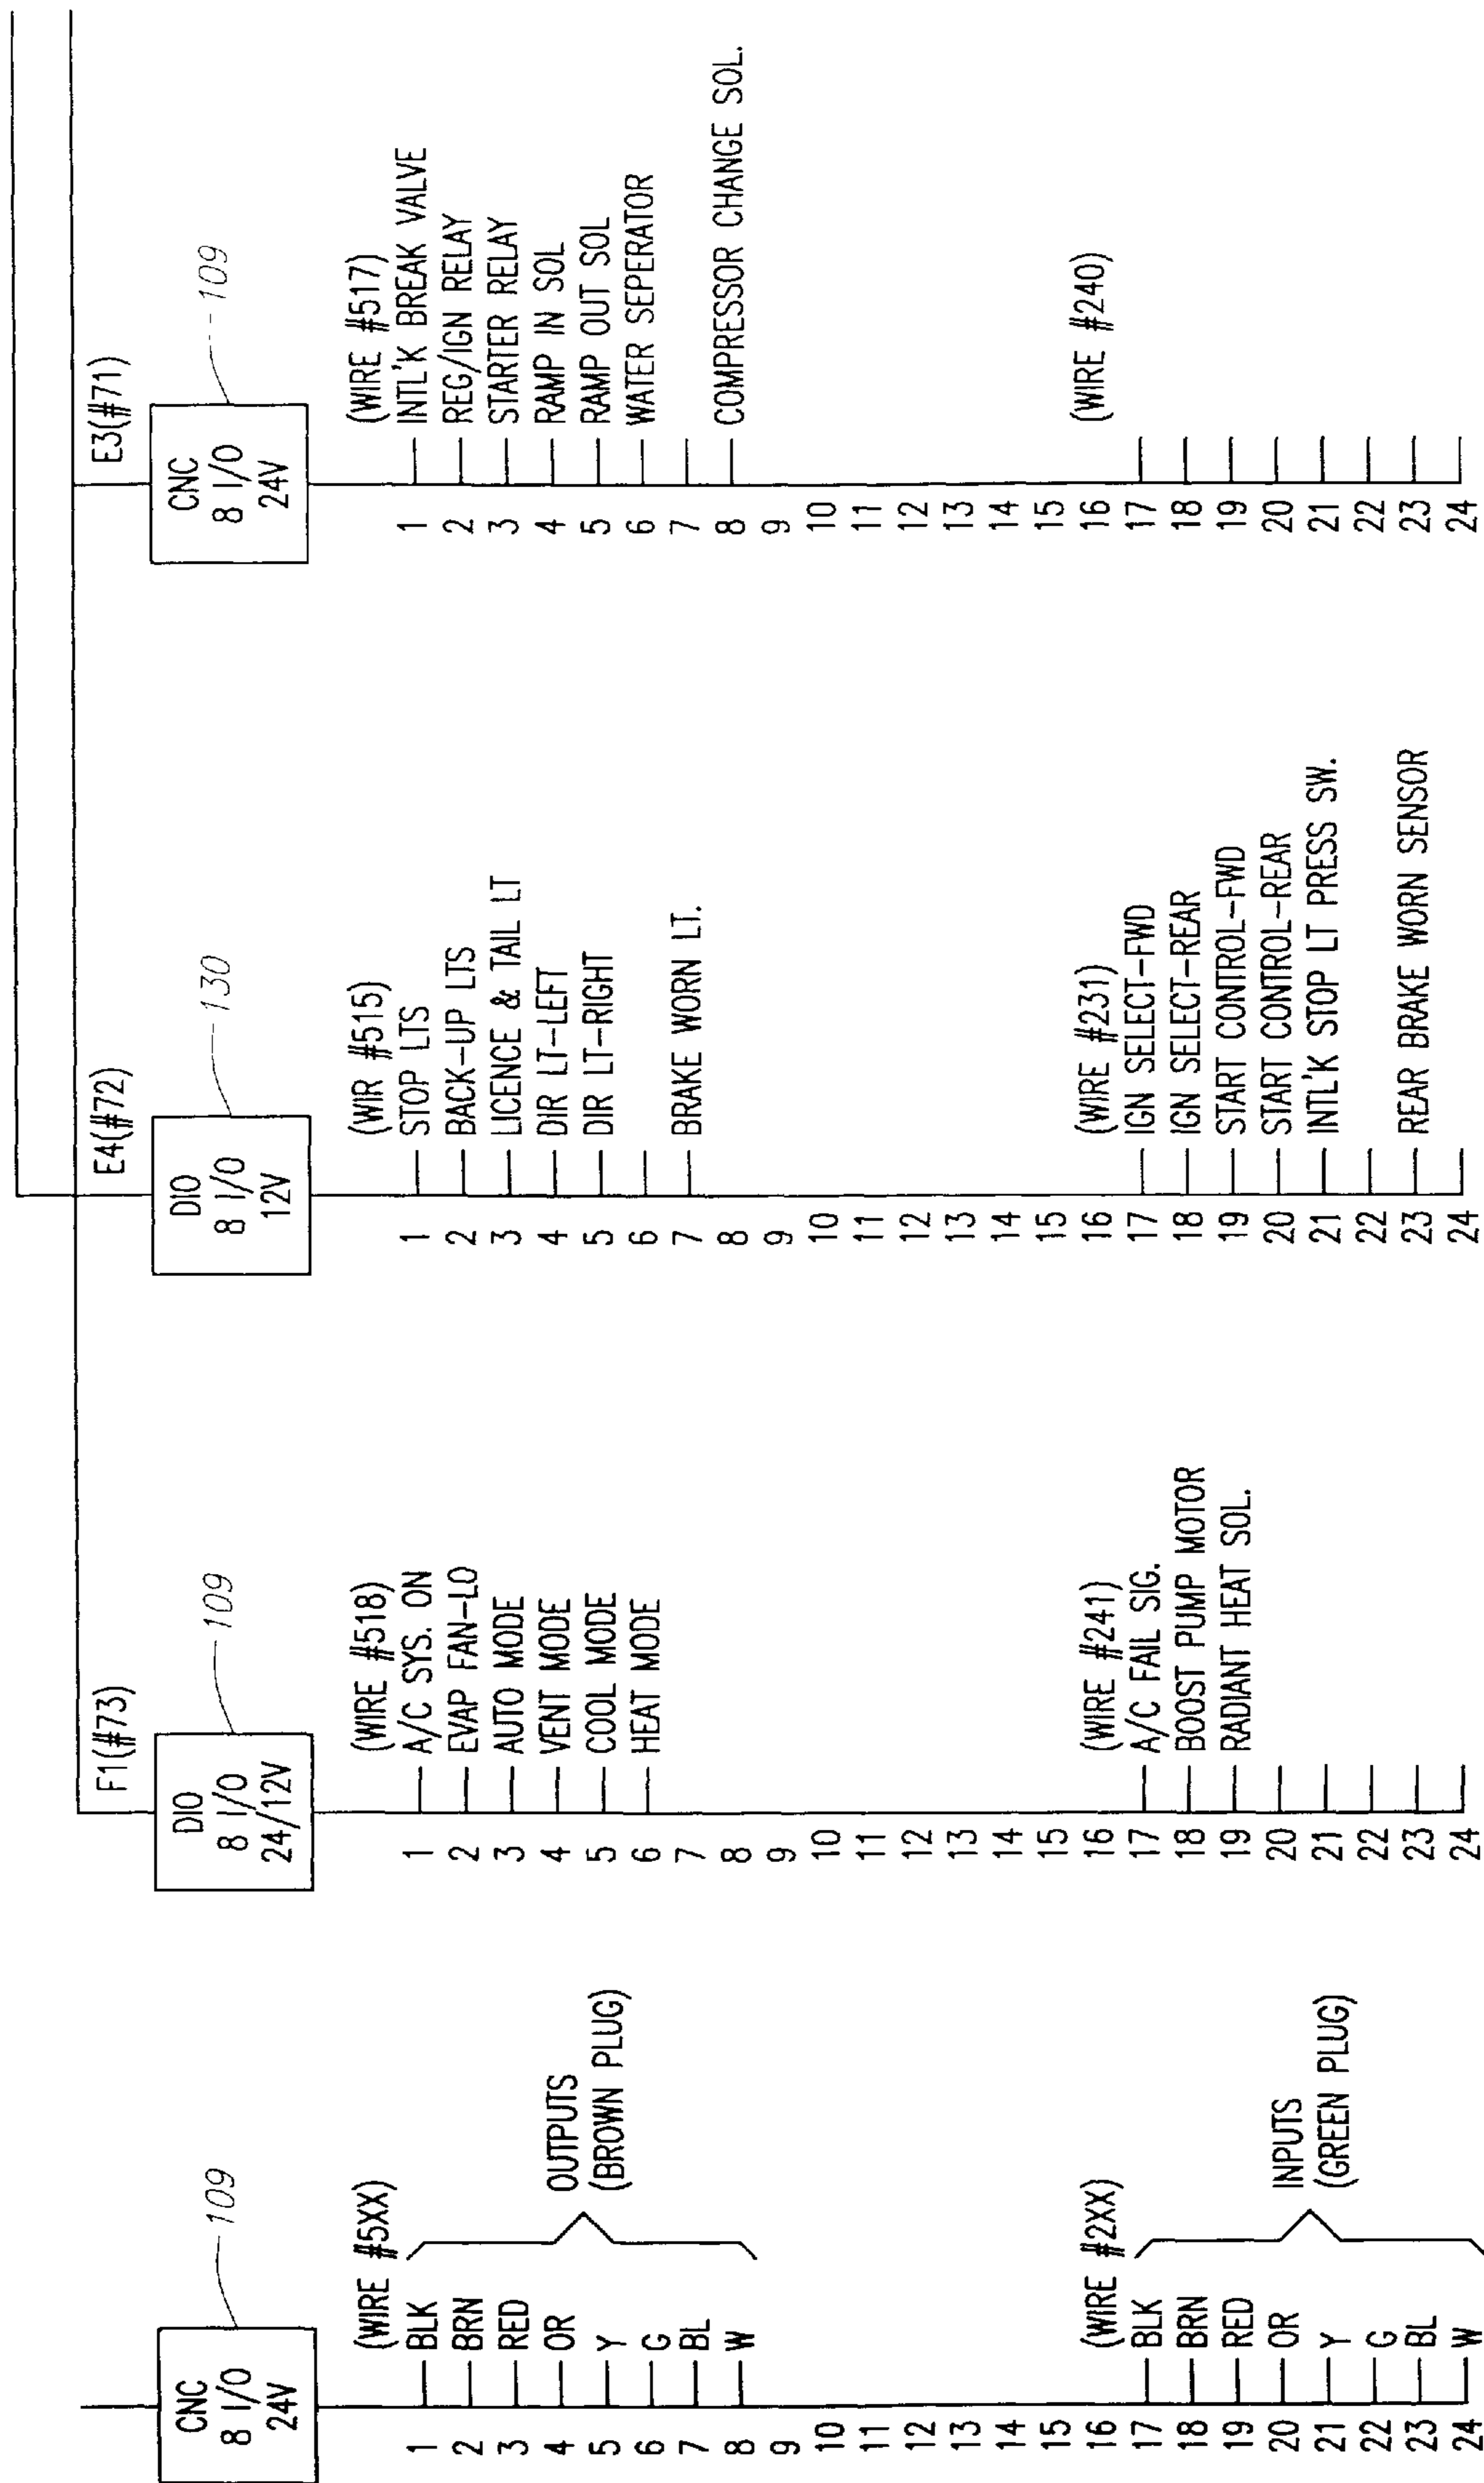 CNC
8 I/O
24V
109
(WIRE #5XX)
1 BLK
2 BRN
3 RED
4 OR
5 Y
6 G
7 BL
8 W
9
10
11
12
13
14
15
16
OUTPUTS
(BROWN PLUG)
(WIRE #2XX)
17 BLK
18 BRN
19 RED
20 OR
21 Y
22 G
23 BL
24 W
INPUTS
(GREEN PLUG)
F1(#73)
DIO
8 I/O
24/12V
109
(WIRE #518)
1 A/C SYS. ON
2 EVAP FAN-LO
3 AUTO MODE
4 VENT MODE
5 COOL MODE
6 HEAT MODE
7
8
9
10
11
12
13
14
15
16
(WIRE #241)
17 A/C FAIL SIG.
18 BOOST PUMP MOTOR
19 RADIANT HEAT SOL.
20
21
22
23
24
E4(#72)
DIO
8 I/O
12V
130
(WIR #515)
1 STOP LTS
2 BACK-UP LTS
3 LICENCE & TAIL LT
4 DIR LT-LEFT
5 DIR LT-RIGHT
6
7 BRAKE WORN LT.
8
9
10
11
12
13
14
15
16
(WIRE #231)
17 IGN SELECT-FWD
18 IGN SELECT-REAR
19 START CONTROL-FWD
20 START CONTROL-REAR
21 INTL'K STOP LT PRESS SW.
22
23 REAR BRAKE WORN SENSOR
24
E3(#71)
CNC
8 I/O
24V
109
(WIRE #517)
1 INTL'K BREAK VALVE
2 REG/IGN RELAY
3 STARTER RELAY
4 RAMP IN SOL
5 RAMP OUT SOL
6 WATER SEPERATOR
7
8 COMPRESSOR CHANGE SOL.
9
10
11
12
13
14
15
16
(WIRE #240)
17
18
19
20
21
22
23
24